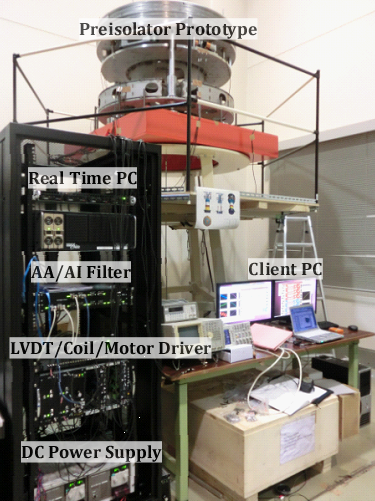 Preisolator Prototype
Real Time PC
AA/AI Filter
Client PC
LVDT/Coil/Motor Driver
DC Power Supply